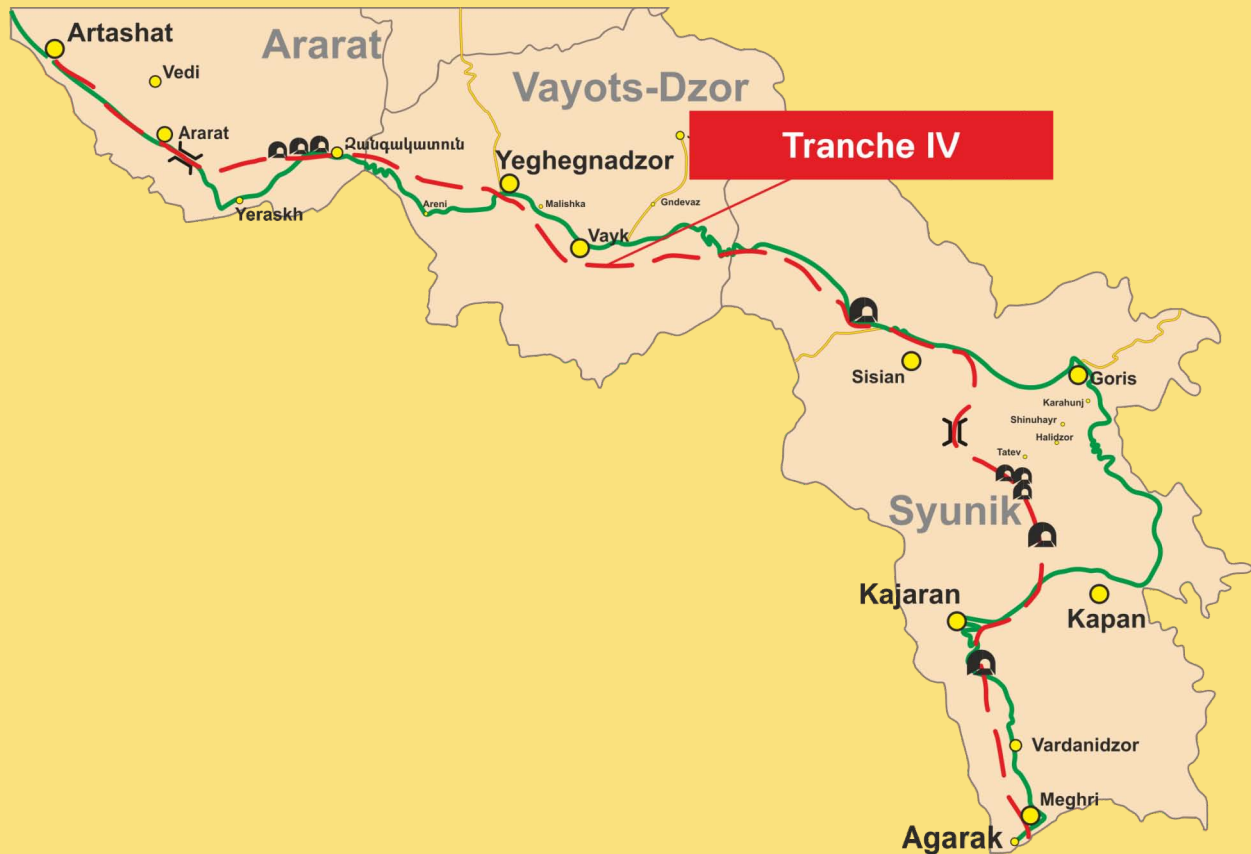 Artashat
Ararat
Vedi
Vayots-Dzor
Tranche IV
Ararat
Զանգակատուն
Yeghegnadzor
Yeraskh
Areni
Malishka
Gndevaz
Vayk
Sisian
Goris
Karahunj
Shinuhayr
Halidzor
Tatev
Syunik
Kajaran
Kapan
Vardanidzor
Meghri
Agarak